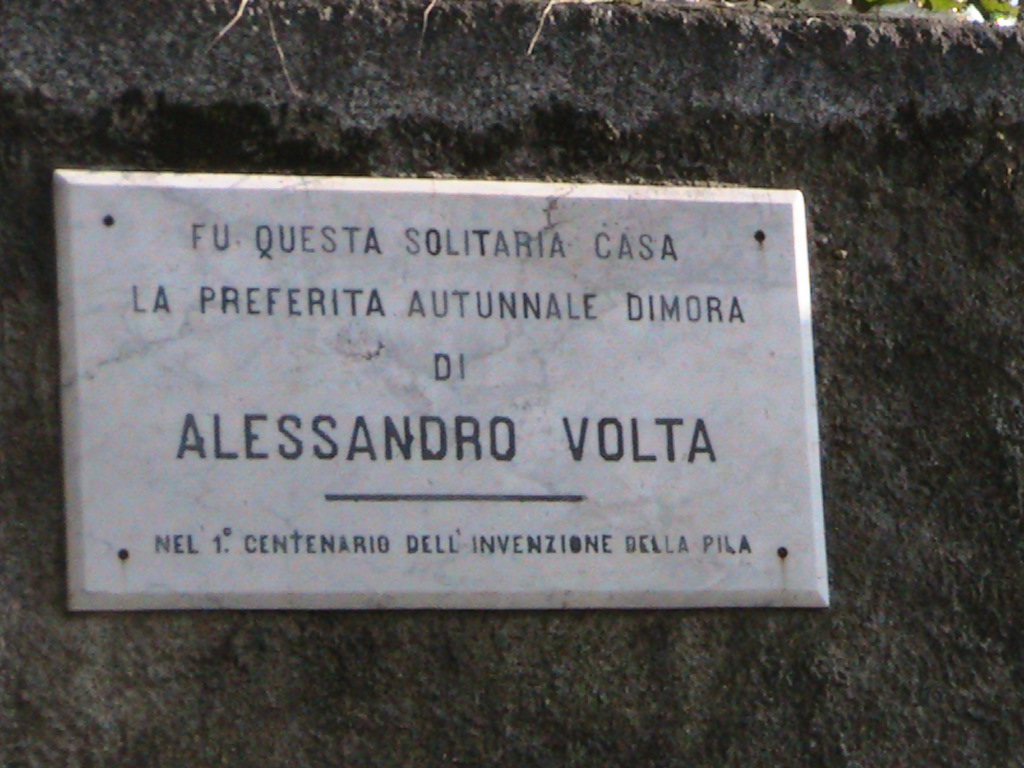 FU QUESTA SOLITARIA CASA
LA PREFERITA AUTUNNALE DIMORA
DI
ALESSANDRO VOLTA
NEL 1.° CENTENARIO DELL' INVENZIONE DELLA PILA